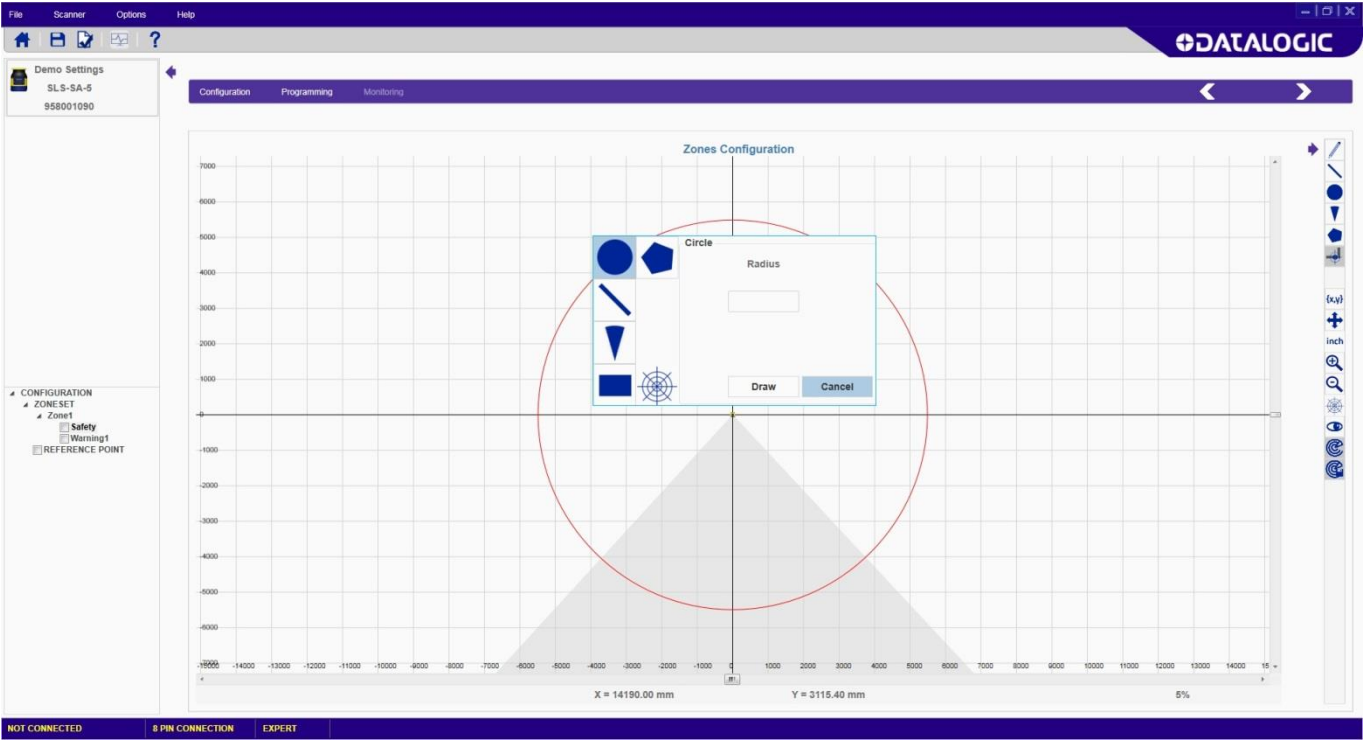 File Scanner Options Help
?
DATALOGIC
Demo Settings
SLS-SA-5
958001090
Configuration Programming Monitoring
Zones Configuration
7000
6000
5000
4000
3000
2000
1000
0
-1000
-2000
-3000
-4000
-5000
-6000
-7000
-15000 -14000 -13000 -12000 -11000 -10000 -9000 -8000 -7000 -6000 -5000 -4000 -3000 -2000 -1000 0 1000 2000 3000 4000 5000 6000 7000 8000 9000 10000 11000 12000 13000 14000 15
Circle
Radius
Draw Cancel
{x,y}
inch
CONFIGURATION
ZONESET
Zone1
Safety
Warning1
REFERENCE POINT
X = 14190.00 mm Y = 3115.40 mm 5%
NOT CONNECTED 8 PIN CONNECTION EXPERT